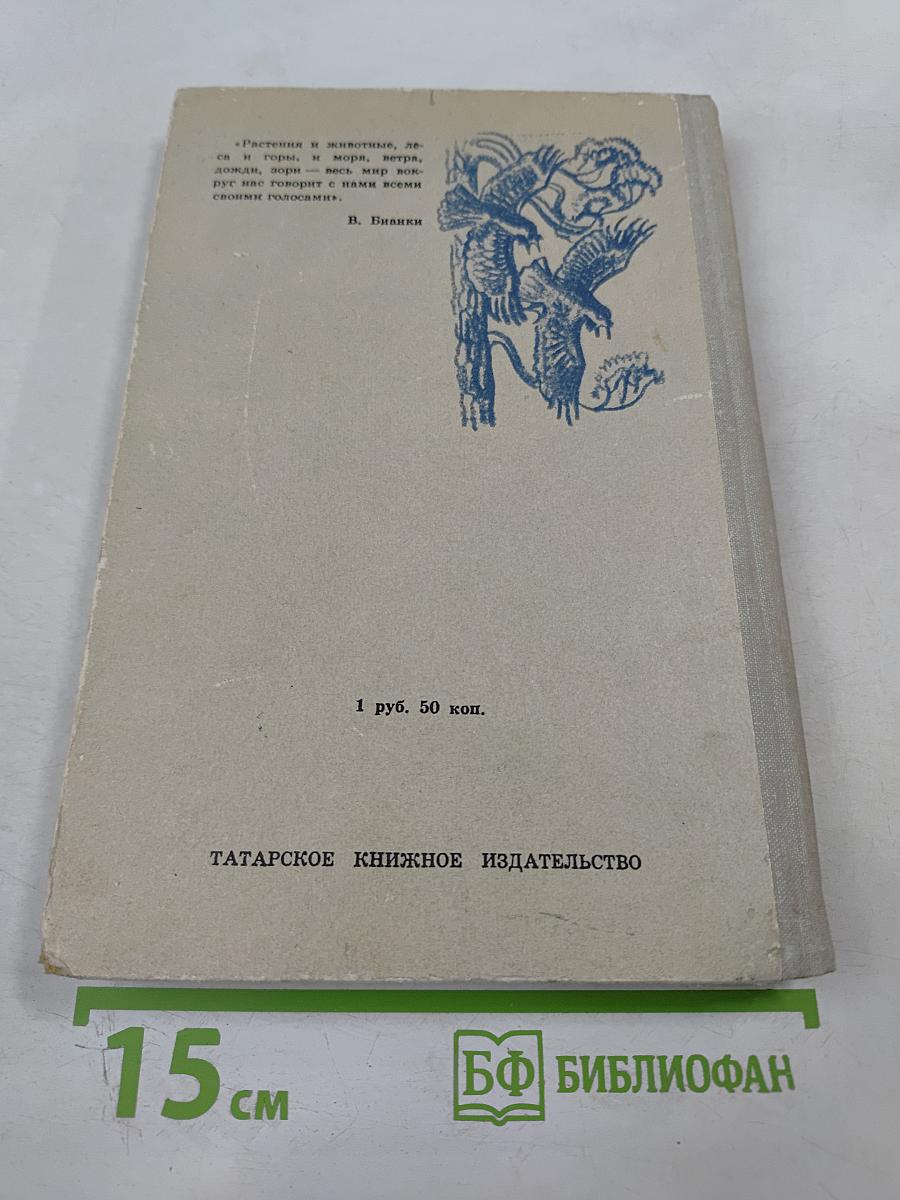 «Растения и животные, ле-
са и горы, и моря, ветра,
дожди, зори — весь мир вок-
руг нас говорит с нами всеми
своими голосами».
В. Бианки
1 руб. 50 коп.
ТАТАРСКОЕ КНИЖНОЕ ИЗДАТЕЛЬСТВО
15 см
БФ БИБЛИОФАН